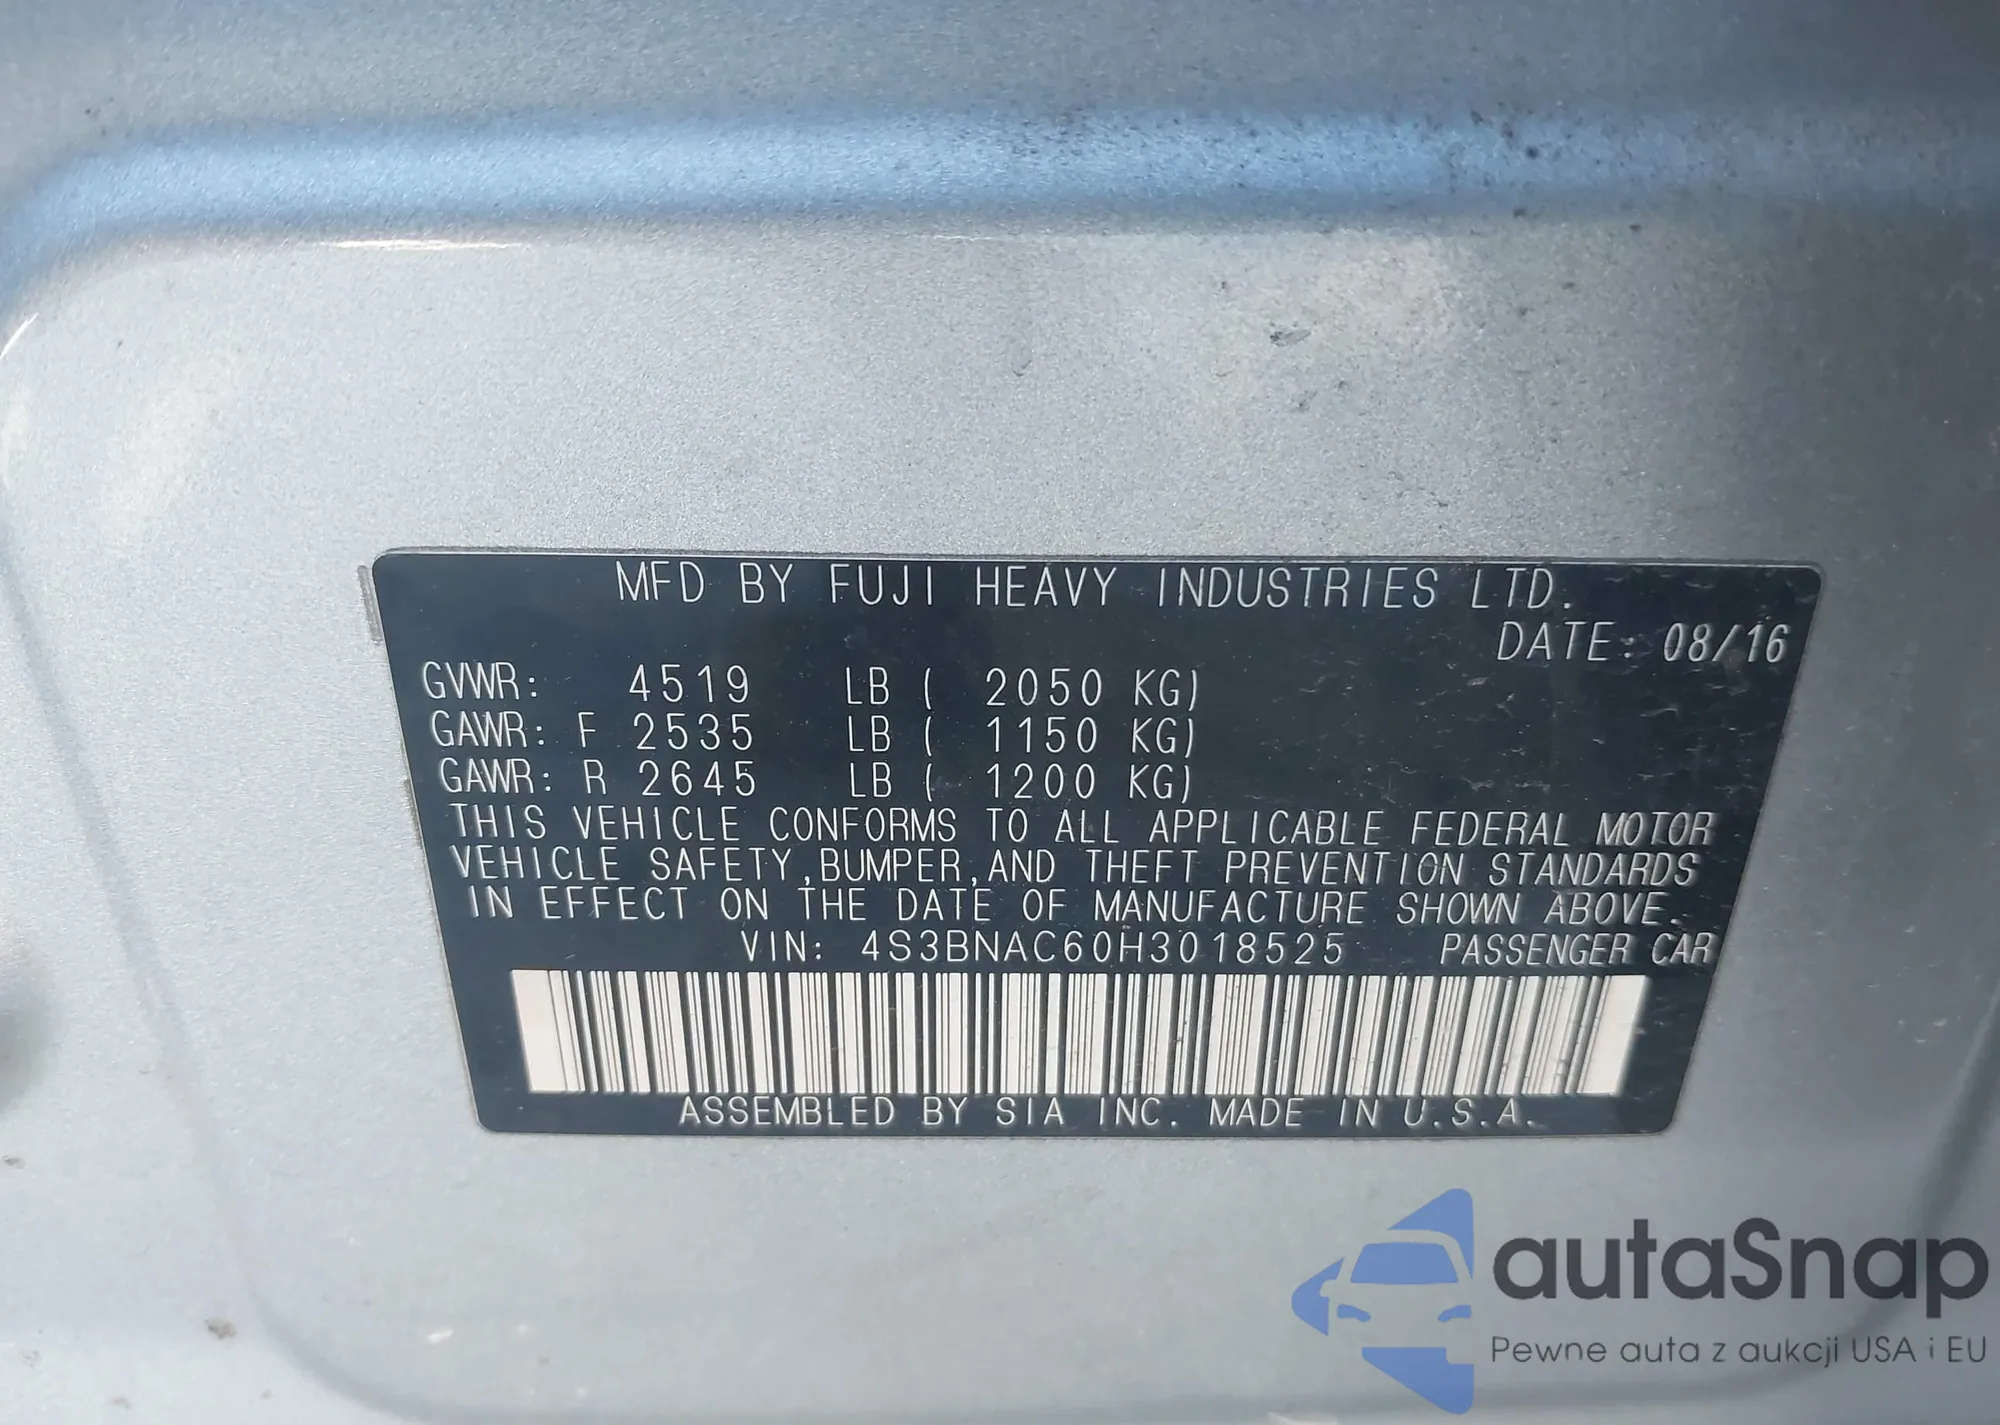 MFD BY FUJI HEAVY INDUSTRIES LTD.
DATE: 08/16
GVWR: 4519 LB ( 2050 KG)
GAWR: F 2535 LB ( 1150 KG)
GAWR: R 2645 LB ( 1200 KG)
THIS VEHICLE CONFORMS TO ALL APPLICABLE FEDERAL MOTOR
VEHICLE SAFETY, BUMPER, AND THEFT PREVENTION STANDARDS
IN EFFECT ON THE DATE OF MANUFACTURE SHOWN ABOVE.
VIN: 4S3BNAC60H3018525 PASSENGER CAR
ASSEMBLED BY SIA INC. MADE IN U.S.A.
autaSnap
Pewne auta z aukcji USA i EU